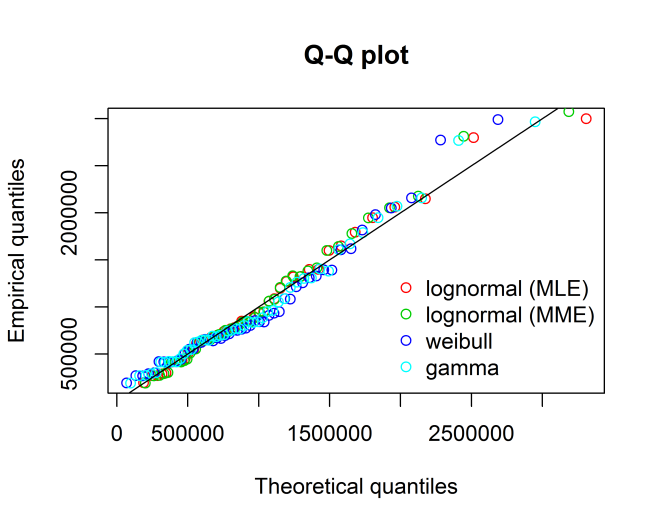 Q-Q plot
Empirical quantiles
2000000
500000
lognormal (MLE)
lognormal (MME)
weibull
gamma
0 500000 1500000 2500000
Theoretical quantiles